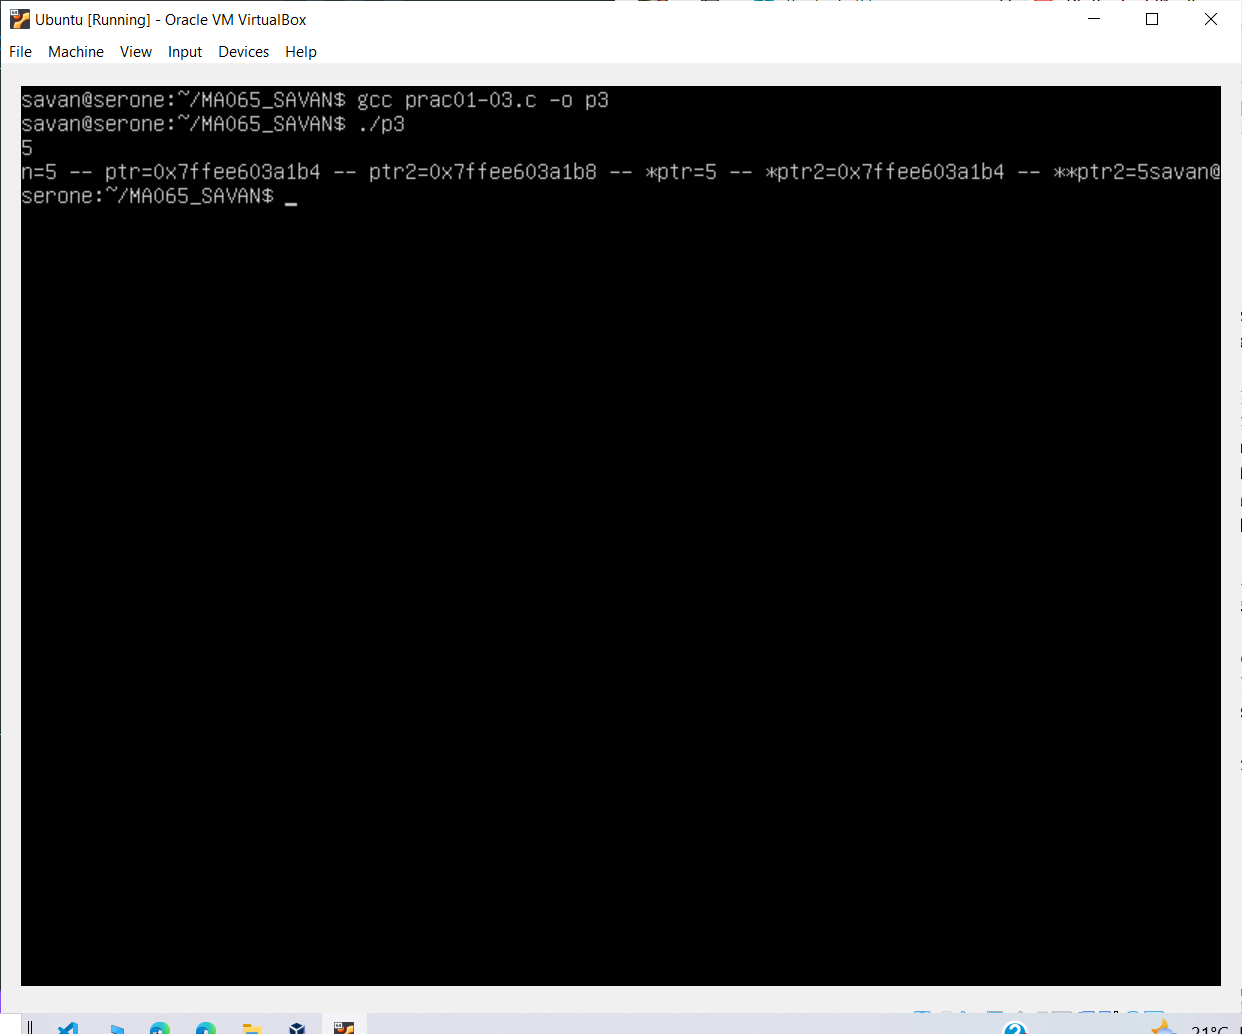 Ubuntu [Running] - Oracle VM VirtualBox
File Machine View Input Devices Help
savan@serone:~/MA065_SAVAN$ gcc prac01-03.c -o p3
savan@serone:~/MA065_SAVAN$ ./p3
5
n=5 -- ptr=0x7ffee603a1b4 -- ptr2=0x7ffee603a1b8 -- *ptr=5 -- *ptr2=0x7ffee603a1b4 -- **ptr2=5savan@
serone:~/MA065_SAVAN$ _
21°C